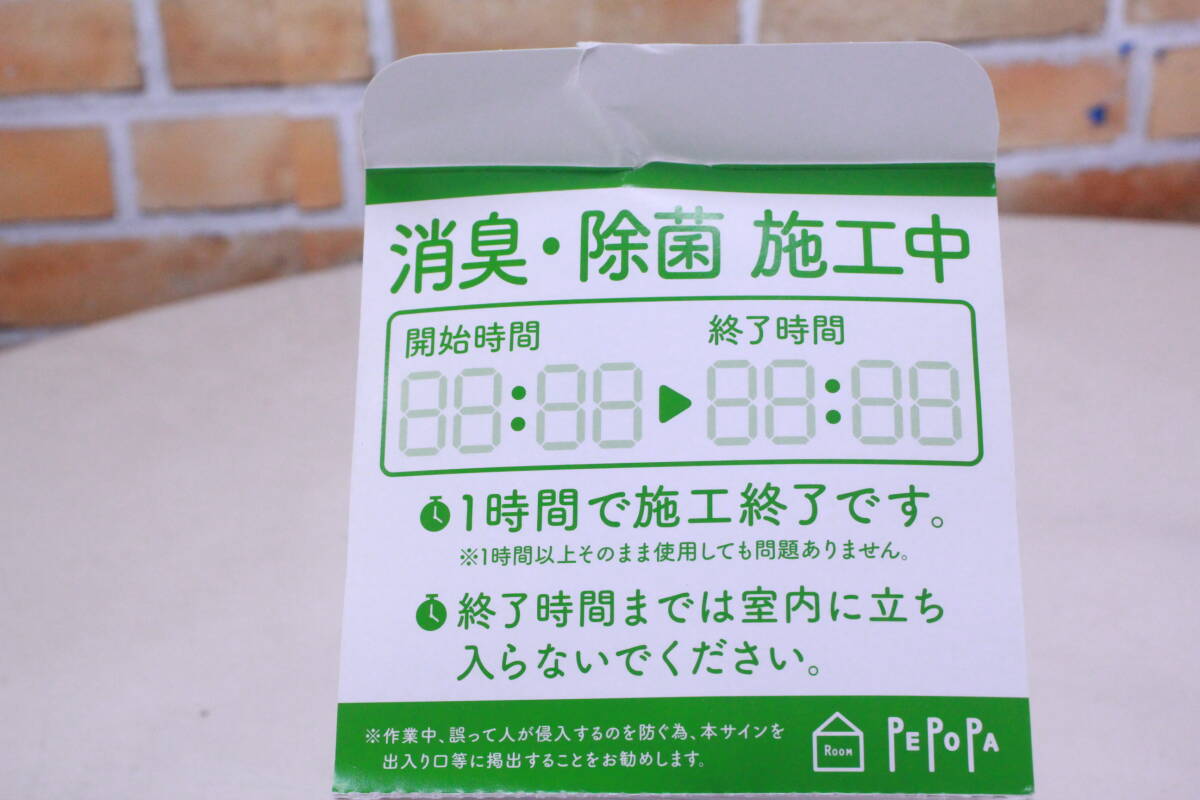 消臭・除菌 施工中
開始時間 終了時間
88:88 ▶ 88:88
1時間で施工終了です。
※1時間以上そのまま使用しても問題ありません。
終了時間までは室内に立ち
入らないでください。
※作業中、誤って人が侵入するのを防ぐ為、本サインを
出入り口等に掲出することをお勧めします。
ROOM PEPOPA